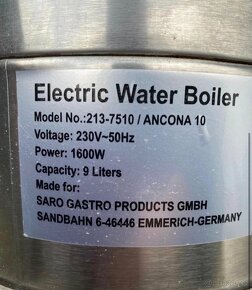 Electric Water Boiler
Model No.:213-7510 / ANCONA 10
Voltage: 230V~50Hz
Power: 1600W
Capacity: 9 Liters
Made for:
SARO GASTRO PRODUCTS GMBH
SANDBAHN 6-46446 EMMERICH-GERMANY